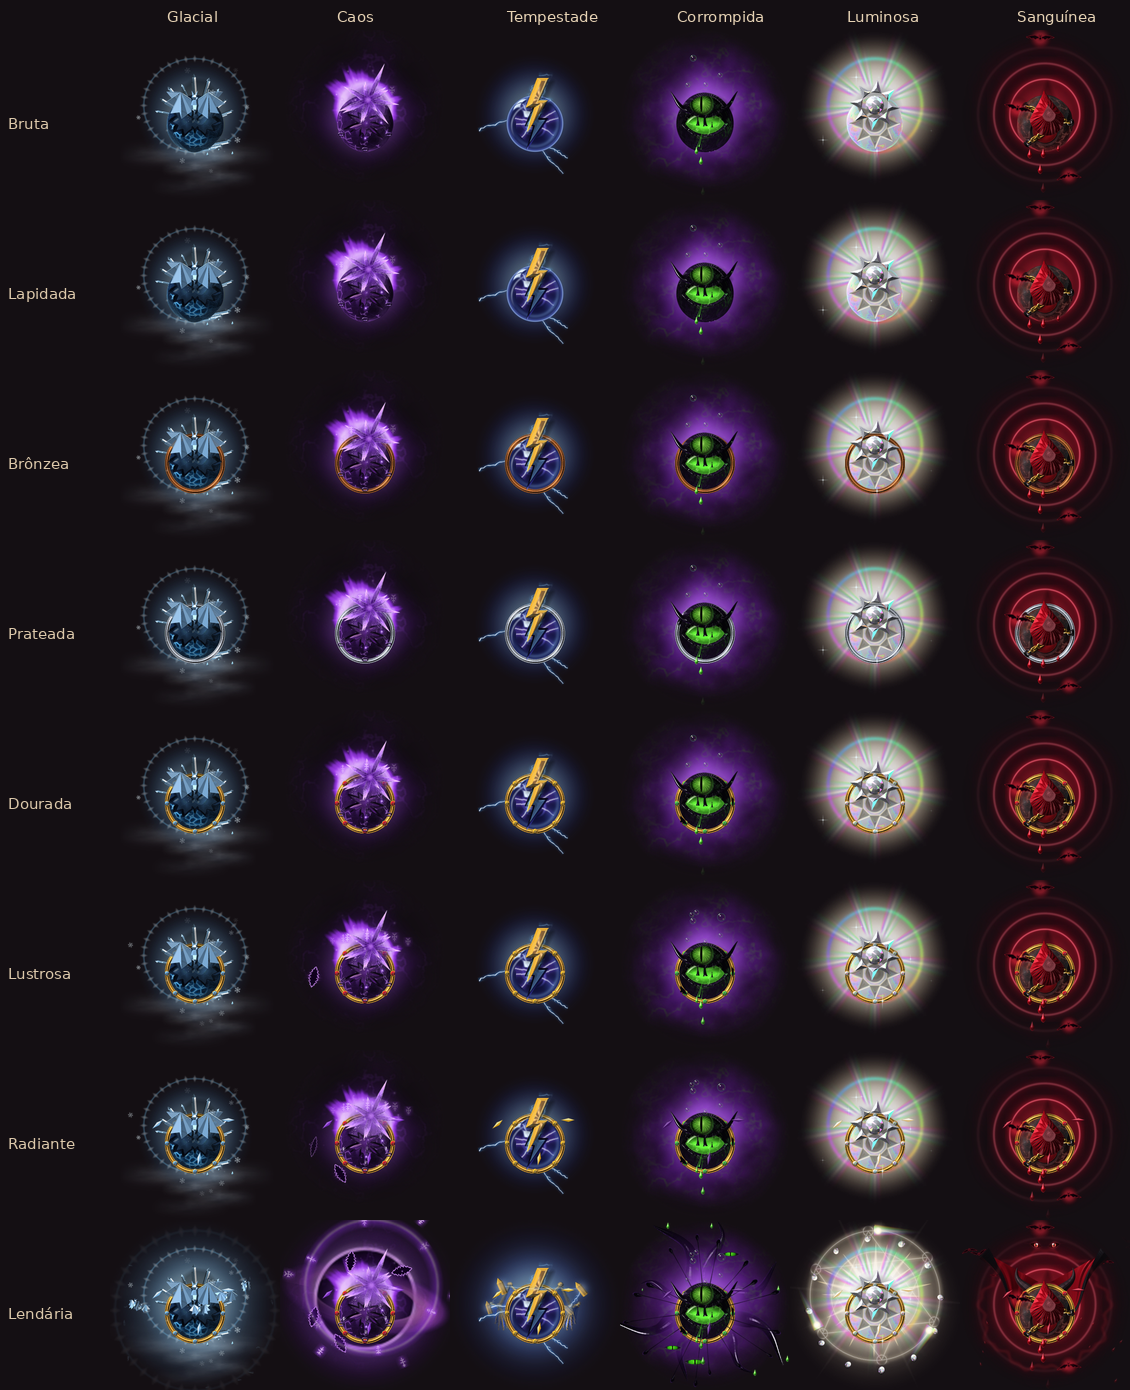 Glacial Caos Tempestade Corrompida Luminosa Sanguínea
Bruta
Lapidada
Brônzea
Prateada
Dourada
Lustrosa
Radiante
Lendária